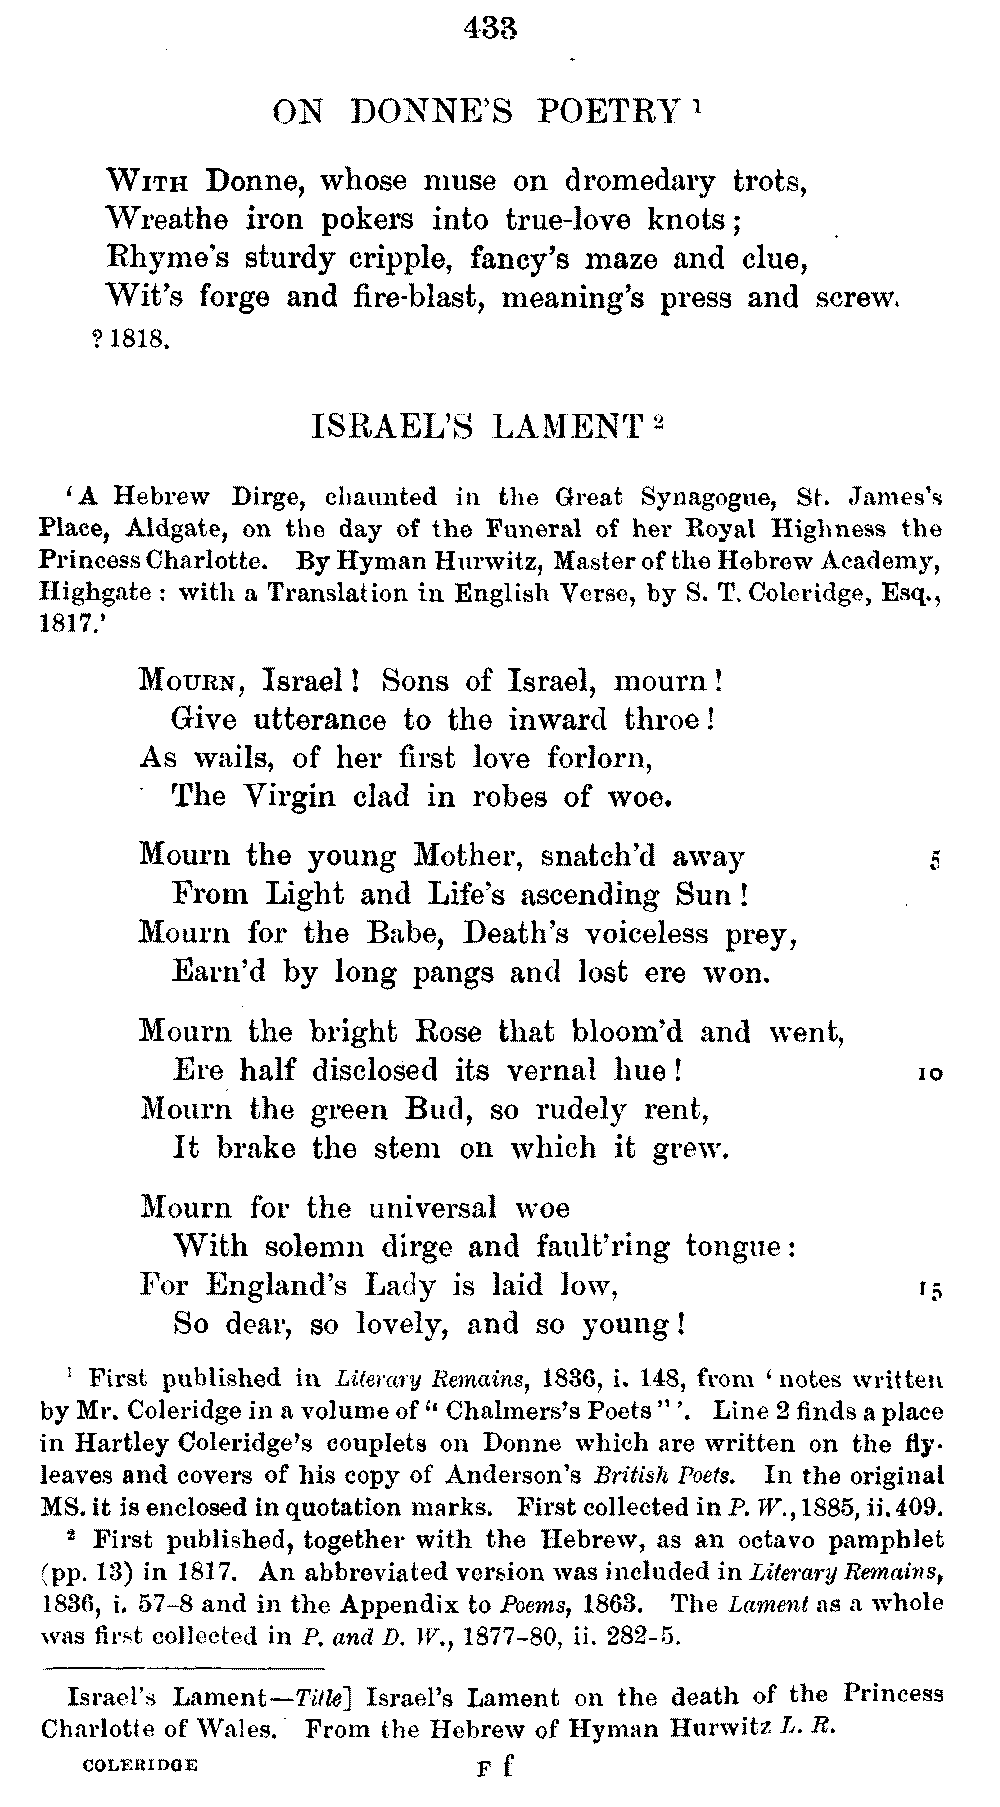 433
ON DONNE'S POETRY ¹
WITH Donne, whose muse on dromedary trots,
Wreathe iron pokers into true-love knots;
Rhyme's sturdy cripple, fancy's maze and clue,
Wit's forge and fire-blast, meaning's press and screw.
? 1818.
ISRAEL'S LAMENT ²
'A Hebrew Dirge, chaunted in the Great Synagogue, St. James's
Place, Aldgate, on the day of the Funeral of her Royal Highness the
Princess Charlotte. By Hyman Hurwitz, Master of the Hebrew Academy,
Highgate : with a Translation in English Verse, by S. T. Coleridge, Esq.,
1817.'
MOURN, Israel! Sons of Israel, mourn!
Give utterance to the inward throe!
As wails, of her first love forlorn,
The Virgin clad in robes of woe.
Mourn the young Mother, snatch'd away 5
From Light and Life's ascending Sun!
Mourn for the Babe, Death's voiceless prey,
Earn'd by long pangs and lost ere won.
Mourn the bright Rose that bloom'd and went,
Ere half disclosed its vernal hue! 10
Mourn the green Bud, so rudely rent,
It brake the stem on which it grew.
Mourn for the universal woe
With solemn dirge and fault'ring tongue:
For England's Lady is laid low, 15
So dear, so lovely, and so young!
¹ First published in Literary Remains, 1836, i. 148, from 'notes written
by Mr. Coleridge in a volume of "Chalmers's Poets"'. Line 2 finds a place
in Hartley Coleridge's couplets on Donne which are written on the fly-
leaves and covers of his copy of Anderson's British Poets. In the original
MS. it is enclosed in quotation marks. First collected in P. W., 1885, ii. 409.
² First published, together with the Hebrew, as an octavo pamphlet
(pp. 13) in 1817. An abbreviated version was included in Literary Remains,
1836, i. 57-8 and in the Appendix to Poems, 1863. The Lament as a whole
was first collected in P. and D. W., 1877-80, ii. 282-5.
Israel's Lament—Title] Israel's Lament on the death of the Princess
Charlotte of Wales. From the Hebrew of Hyman Hurwitz L. R.
COLERIDGE F f